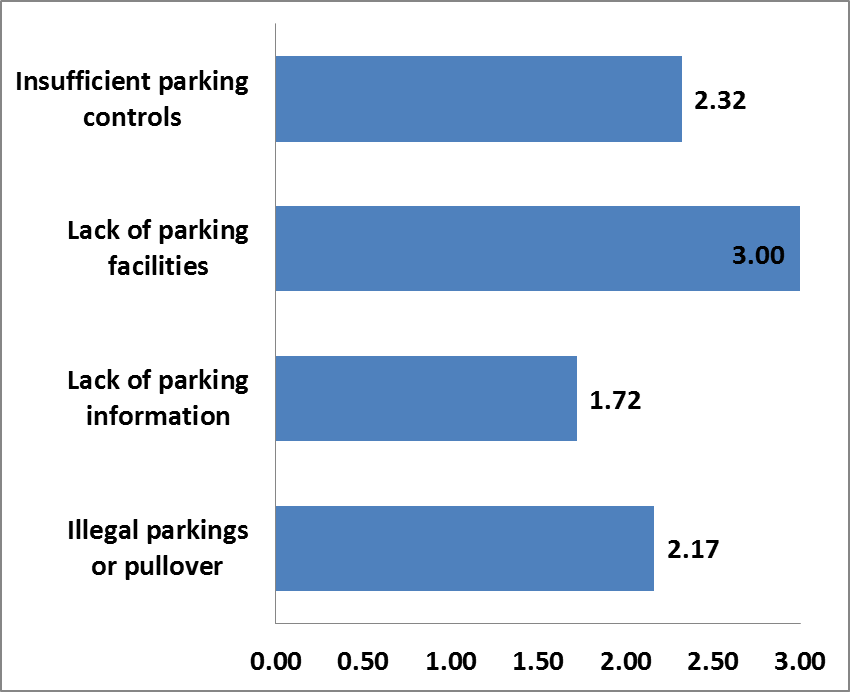 Insufficient parking
controls
2.32
Lack of parking
facilities
3.00
Lack of parking
information
1.72
Illegal parkings
or pullover
2.17
0.00 0.50 1.00 1.50 2.00 2.50 3.00